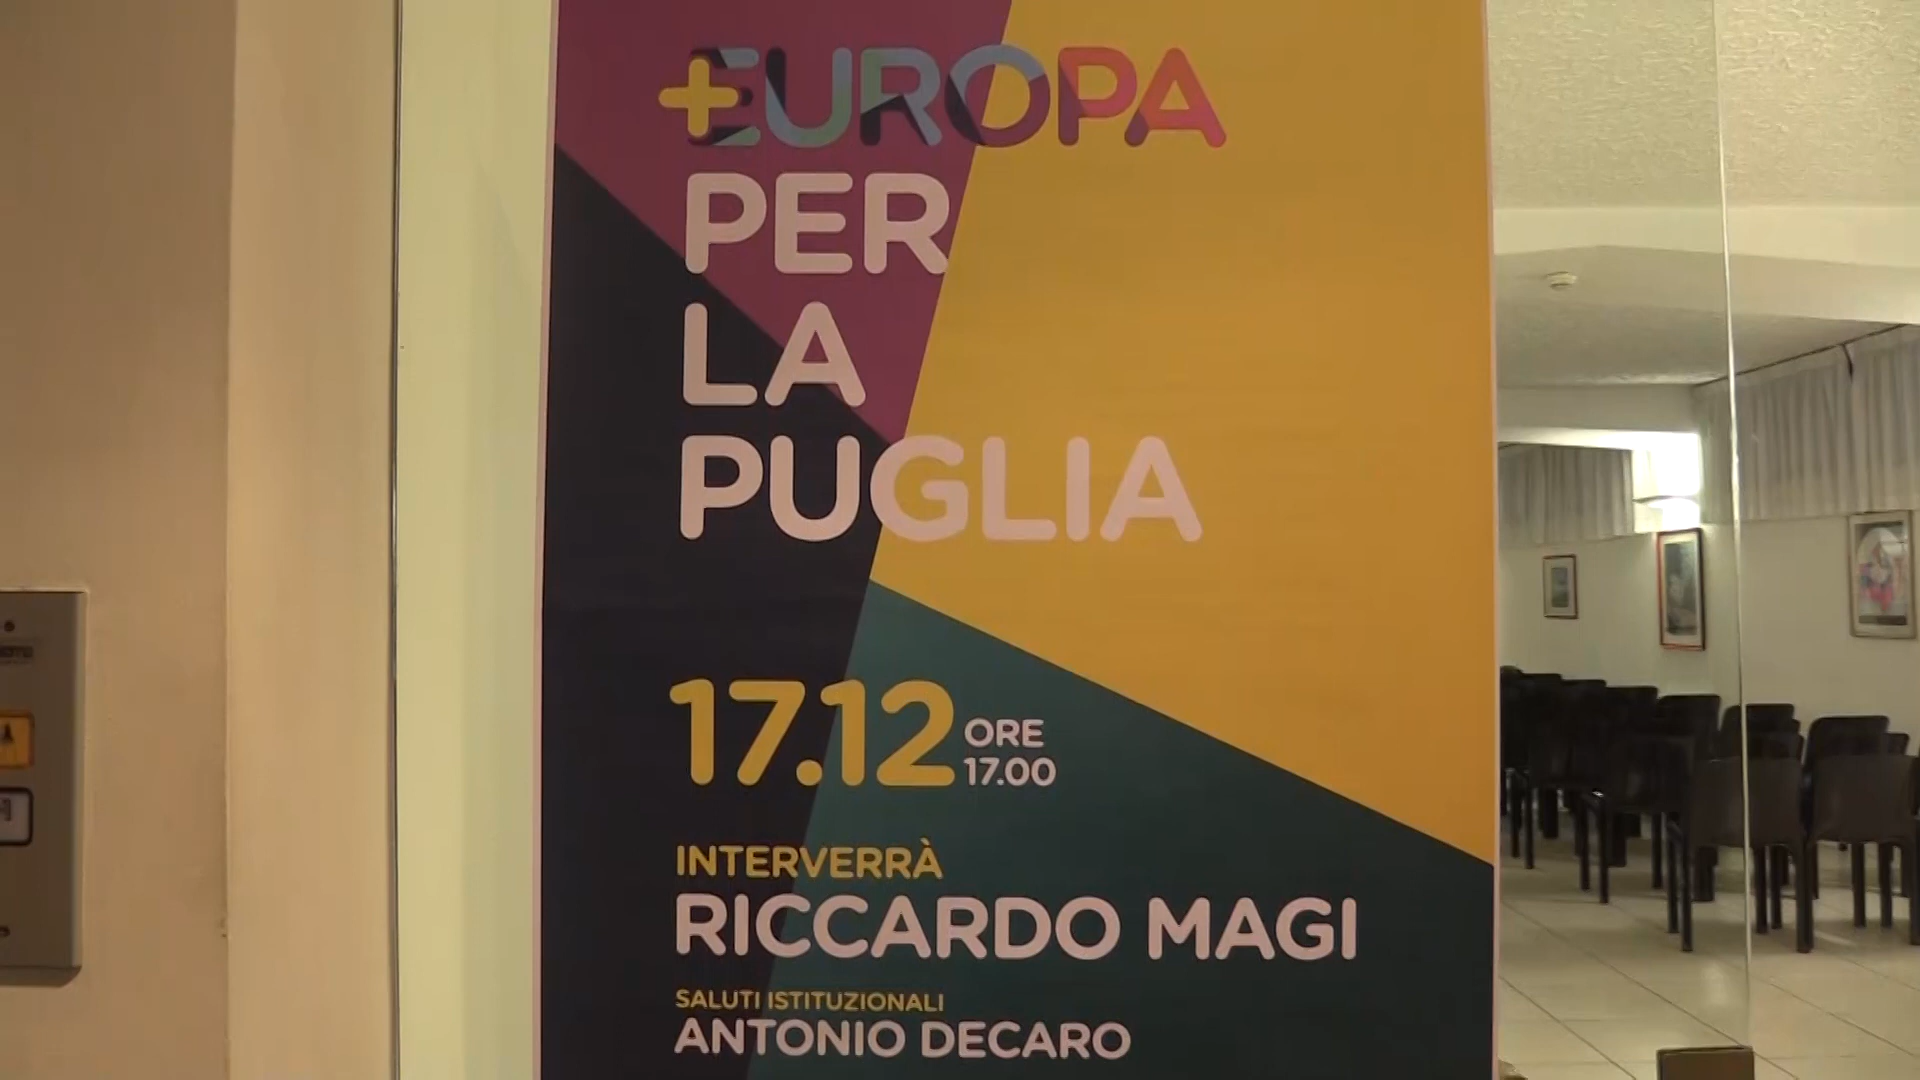 +EUROPA
PER
LA
PUGLIA
17.12 ORE
17.00
INTERVERRÀ
RICCARDO MAGI
SALUTI ISTITUZIONALI
ANTONIO DECARO